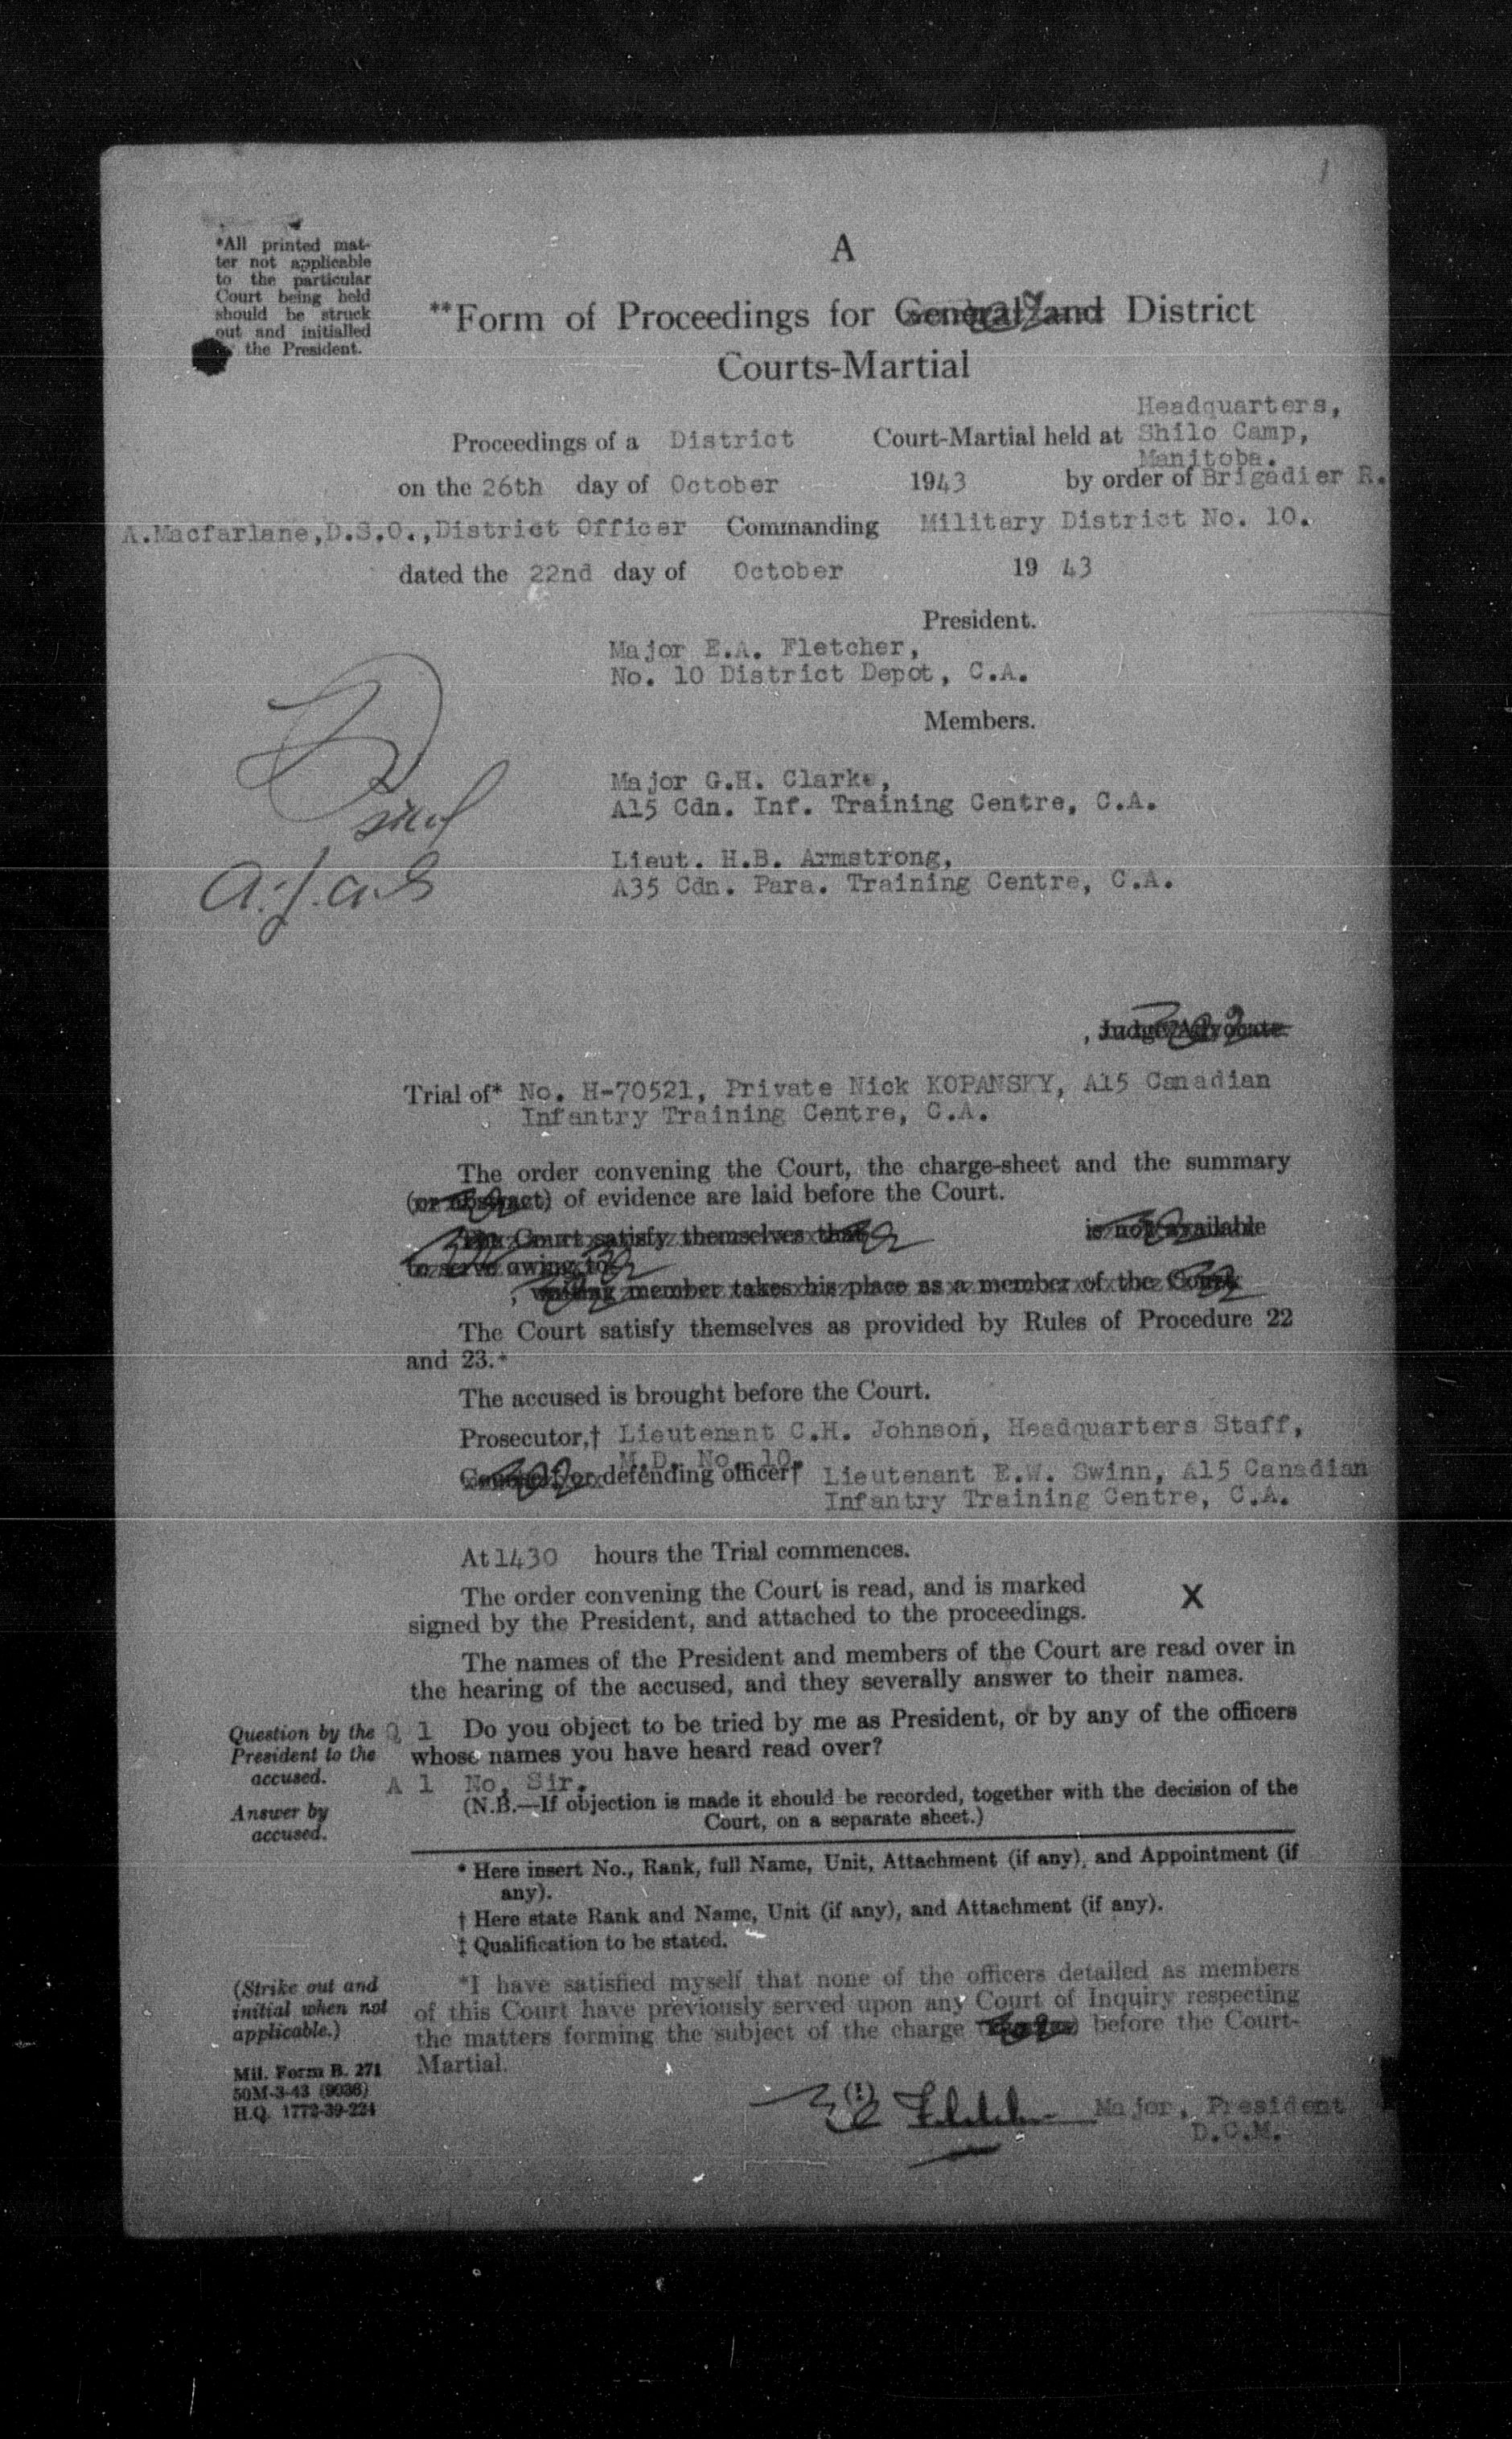 1
*All printed mat-
ter not applicable
to the particular
Court being held
should be struck
out and initialled
the President.
A
**Form of Proceedings for General and District
Courts-Martial
Headquarters,
Proceedings of a District Court-Martial held at Shilo Camp,
Manitoba.
on the 26th day of October 1943 by order of Brigadier R.
A.Macfarlane,D.S.O.,District Officer Commanding Military District No. 10.
dated the 22nd day of October 19 43
President.
Major E.A. Fletcher,
No. 10 District Depot, C.A.
Members.
Major G.H. Clarke,
A15 Cdn. Inf. Training Centre, C.A.
Lieut. H.B. Armstrong,
A35 Cdn. Para. Training Centre, C.A.
, Judge-Advocate.
Trial of* No. H-70521, Private Nick KOPANSKY, A15 Canadian
Infantry Training Centre, C.A.
The order convening the Court, the charge-sheet and the summary
(or abstract) of evidence are laid before the Court.
The Court satisfy themselves that is not available
to serve owing to
, waiting member takes his place as a member of the Court.
The Court satisfy themselves as provided by Rules of Procedure 22
and 23.*
The accused is brought before the Court.
Prosecutor,† Lieutenant C.H. Johnson, Headquarters Staff,
M.D. No. 10.
Counsel or defending officer† Lieutenant E.W. Swinn, A15 Canadian
Infantry Training Centre, C.A.
At 1430 hours the Trial commences.
The order convening the Court is read, and is marked X
signed by the President, and attached to the proceedings.
The names of the President and members of the Court are read over in
the hearing of the accused, and they severally answer to their names.
Question by the
President to the
accused.
Q 1 Do you object to be tried by me as President, or by any of the officers
whose names you have heard read over?
Answer by
accused.
A 1 No, Sir.
(N.B.—If objection is made it should be recorded, together with the decision of the
Court, on a separate sheet.)
* Here insert No., Rank, full Name, Unit, Attachment (if any), and Appointment (if
any).
† Here state Rank and Name, Unit (if any), and Attachment (if any).
‡ Qualification to be stated.
(Strike out and
initial when not
applicable.)
*I have satisfied myself that none of the officers detailed as members
of this Court have previously served upon any Court of Inquiry respecting
the matters forming the subject of the charge before the Court-
Martial.
Mil. Form B. 271
50M-3-43 (9036)
H.Q. 1772-39-224
(1)
Major, President
D.C.M.